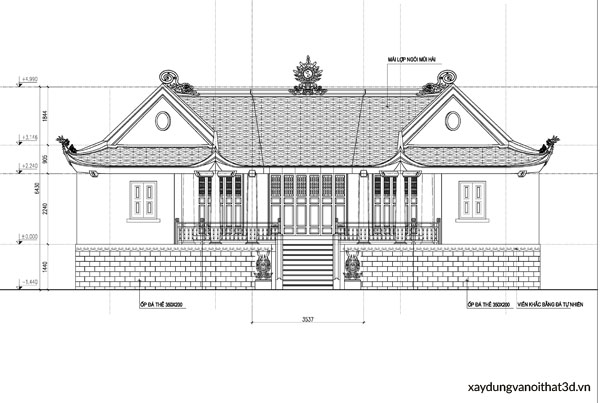 MÁI LỢP NGÓI MŨI HÀI
+4.990
1844
+3.146
905
+2.240
6430
2240
±0.000
1440
-1.440
ỐP ĐÁ THẺ 350X200
ỐP ĐÁ THẺ 350X200
VIỀN KHẮC BẰNG ĐÁ TỰ NHIÊN
3537
xaydungvanoithat3d.vn